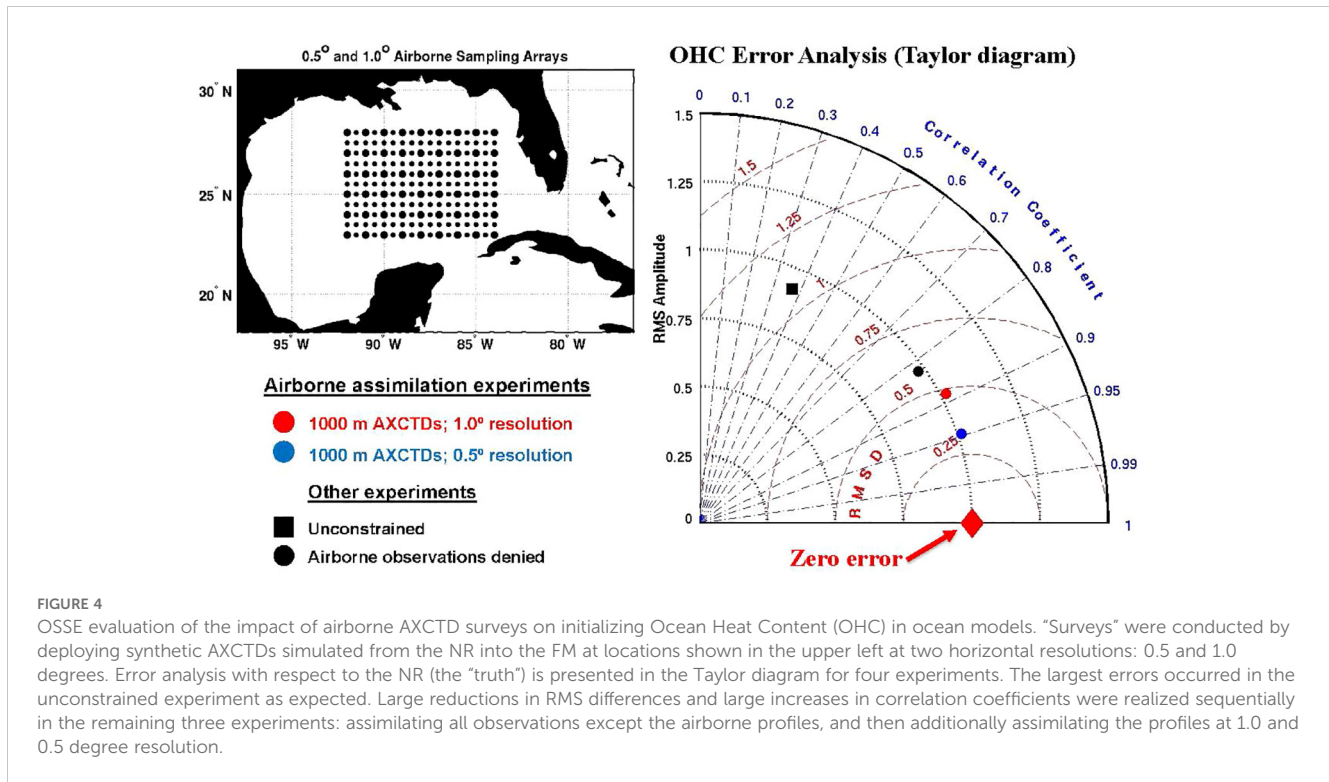 0.5° and 1.0° Airborne Sampling Arrays
30° N
25° N
20° N
95° W
90° W
85° W
80° W
Airborne assimilation experiments
1000 m AXCTDs; 1.0º resolution
1000 m AXCTDs; 0.5º resolution
Other experiments
Unconstrained
Airborne observations denied
OHC Error Analysis (Taylor diagram)
0
0.1
0.2
0.3
0.4
0.5
0.6
0.7
0.8
0.9
0.95
0.99
1
Correlation Coefficient
1.5
1.25
1
0.75
0.5
0.25
0
RMS Amplitude
1.5
1.25
1
0.75
0.5
0.25
RMSD
Zero error
FIGURE 4
OSSE evaluation of the impact of airborne AXCTD surveys on initializing Ocean Heat Content (OHC) in ocean models. “Surveys” were conducted by
deploying synthetic AXCTDs simulated from the NR into the FM at locations shown in the upper left at two horizontal resolutions: 0.5 and 1.0
degrees. Error analysis with respect to the NR (the “truth”) is presented in the Taylor diagram for four experiments. The largest errors occurred in the
unconstrained experiment as expected. Large reductions in RMS differences and large increases in correlation coefficients were realized sequentially
in the remaining three experiments: assimilating all observations except the airborne profiles, and then additionally assimilating the profiles at 1.0 and
0.5 degree resolution.